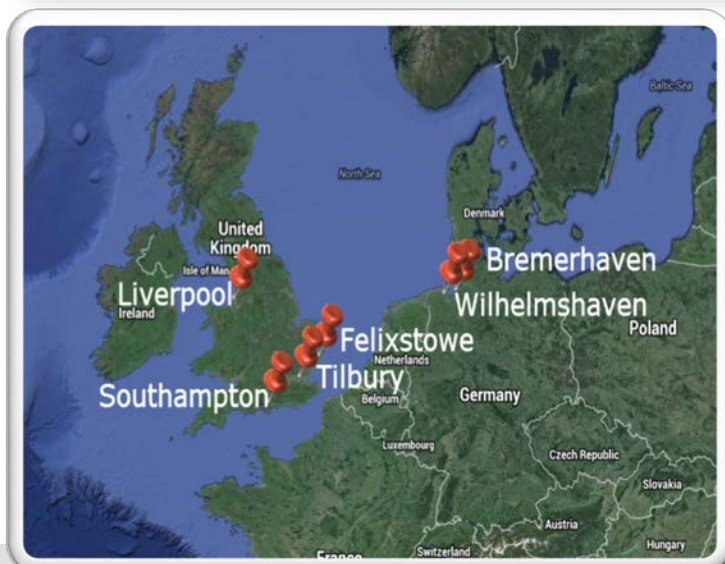 Baltic Sea
North Sea
Denmark
United
Kingdom
Isle of Man
Bremerhaven
Liverpool
Ireland
Wilhelmshaven
Poland
Felixstowe
Netherlands
Tilbury
Southampton
Belgium
Germany
Luxembourg
Czech Republic
Slovakia
Austria
Hungary
Switzerland
France